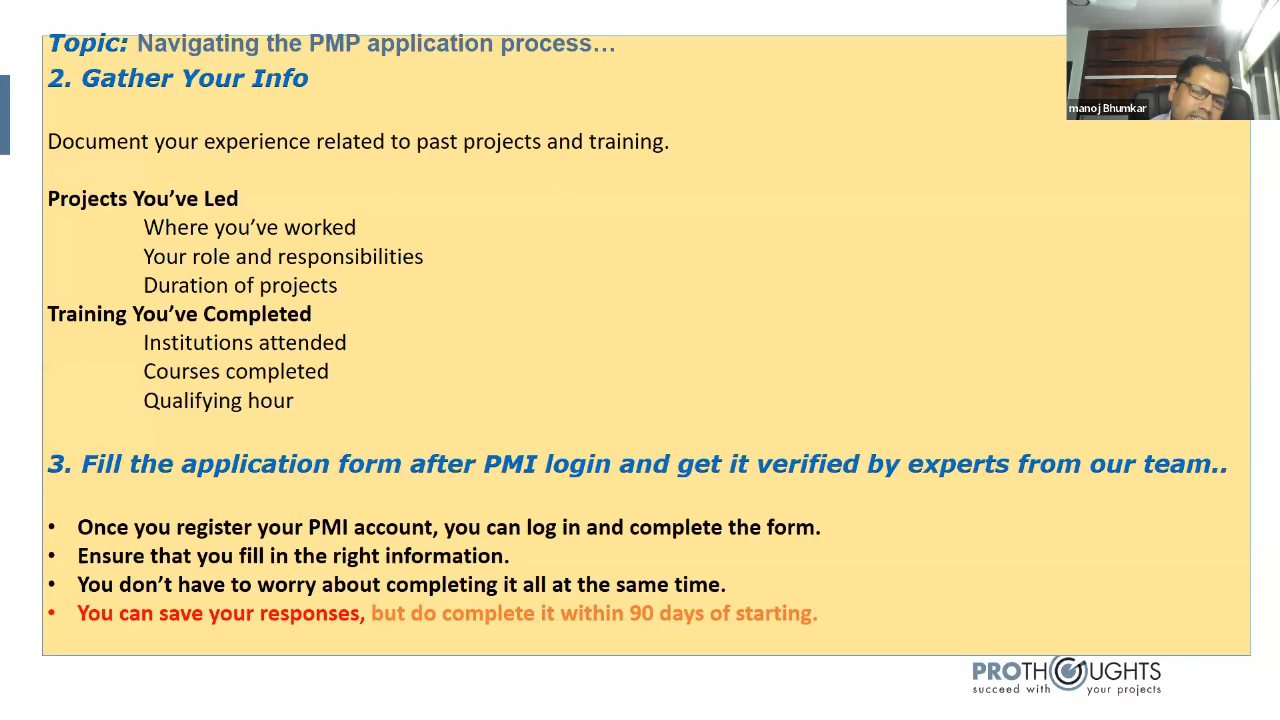 Topic: Navigating the PMP application process…
2. Gather Your Info
manoj Bhumkar
Document your experience related to past projects and training.
Projects You’ve Led
Where you’ve worked
Your role and responsibilities
Duration of projects
Training You’ve Completed
Institutions attended
Courses completed
Qualifying hour
3. Fill the application form after PMI login and get it verified by experts from our team..
• Once you register your PMI account, you can log in and complete the form.
• Ensure that you fill in the right information.
• You don’t have to worry about completing it all at the same time.
• You can save your responses, but do complete it within 90 days of starting.
PROTHOUGHTS
succeed with your projects